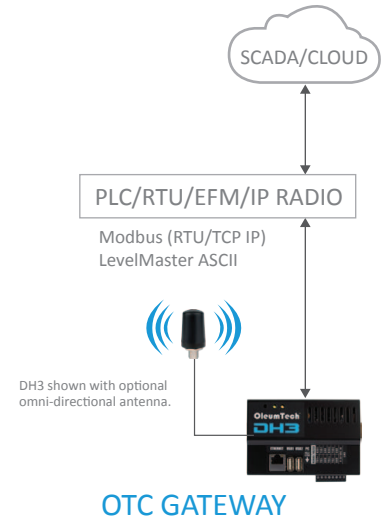 SCADA/CLOUD
PLC/RTU/EFM/IP RADIO
Modbus (RTU/TCP IP)
LevelMaster ASCII
DH3 shown with optional
omni-directional antenna.
OleumTech
DH3
ETHERNET
OTC GATEWAY